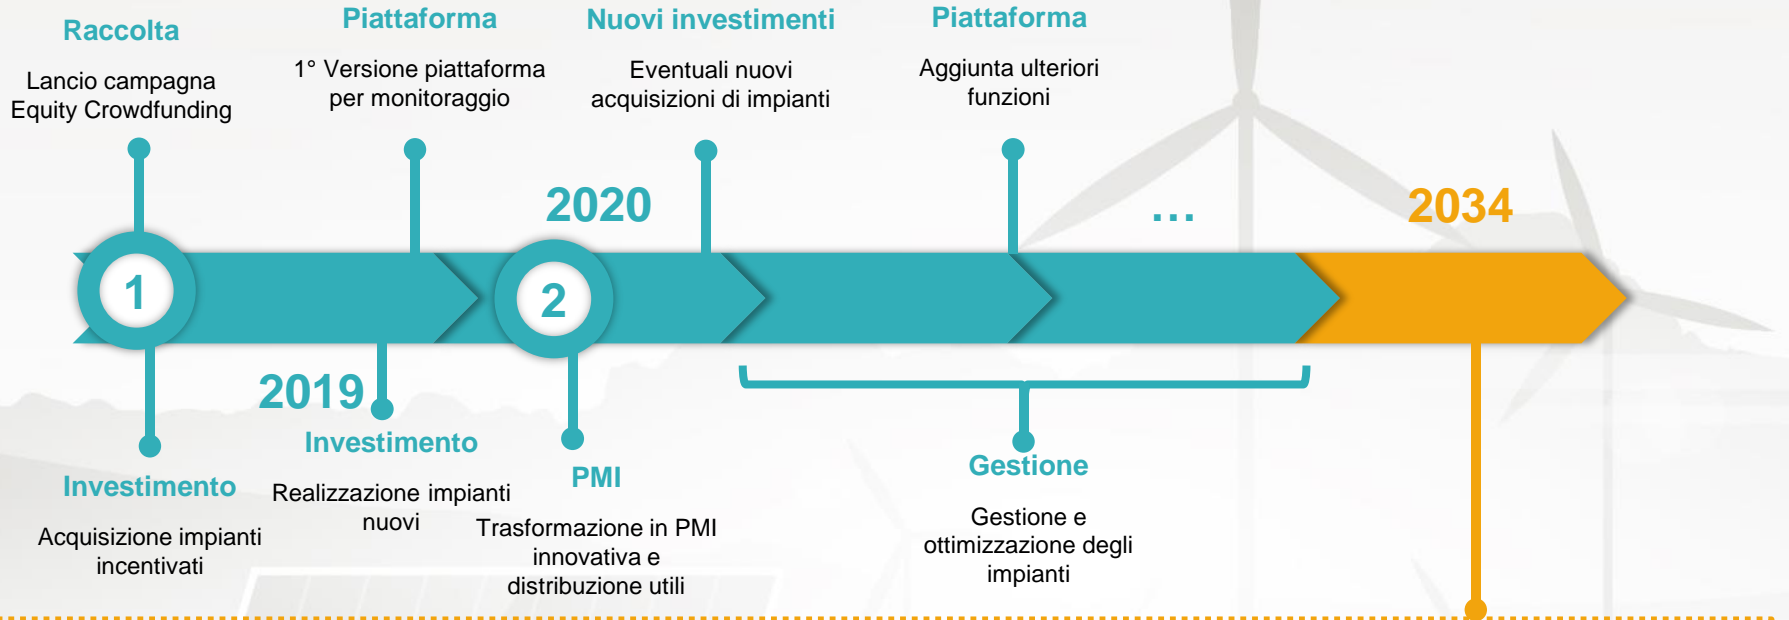 Raccolta
Lancio campagna
Equity Crowdfunding
Piattaforma
1° Versione piattaforma
per monitoraggio
Nuovi investimenti
Eventuali nuovi
acquisizioni di impianti
Piattaforma
Aggiunta ulteriori
funzioni
2020
...
2034
1
2
2019
Investimento
Acquisizione impianti
incentivati
Investimento
Realizzazione impianti
nuovi
PMI
Trasformazione in PMI
innovativa e
distribuzione utili
Gestione
Gestione e
ottimizzazione degli
impianti